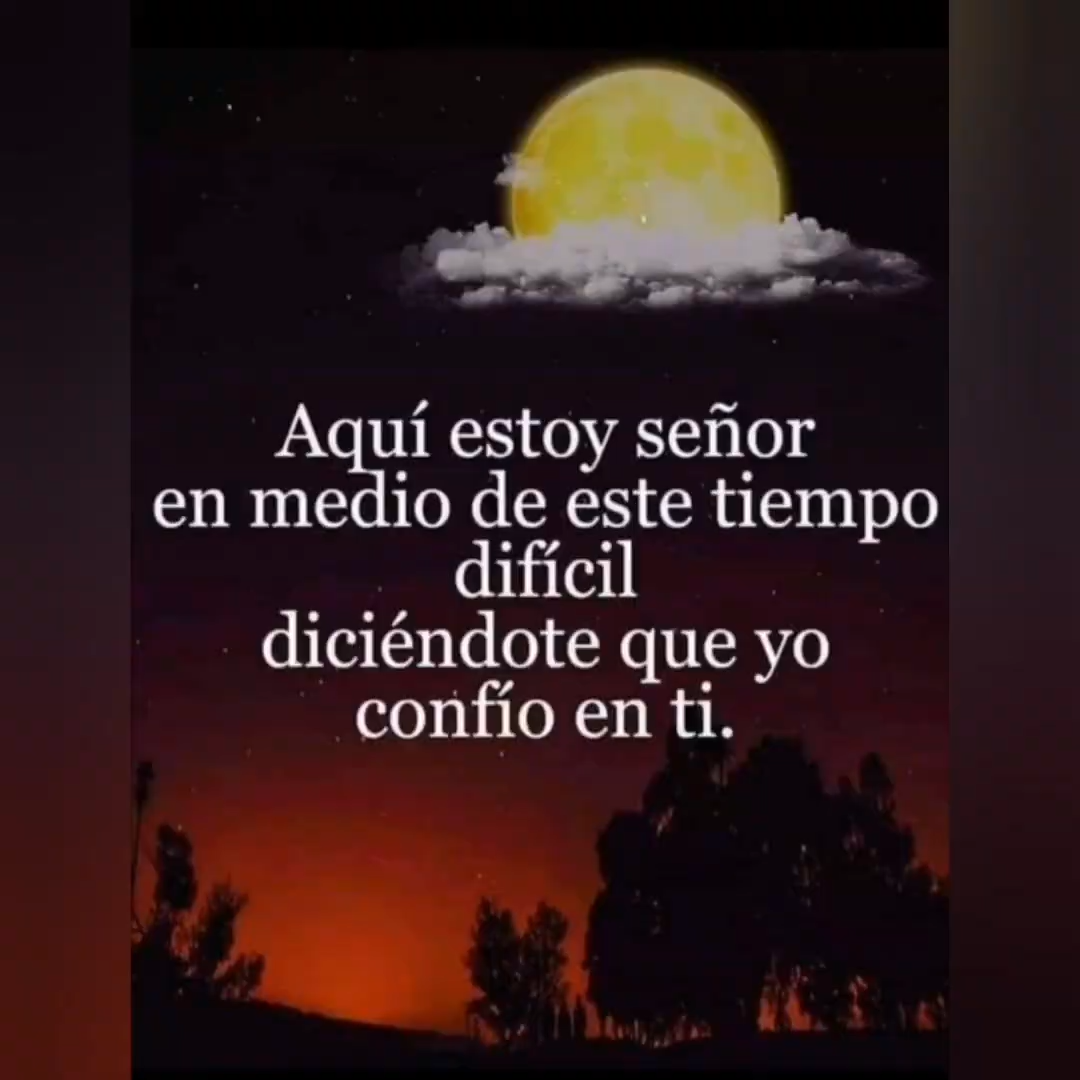 Aquí estoy señor
en medio de este tiempo
difícil
diciéndote que yo
confío en ti.